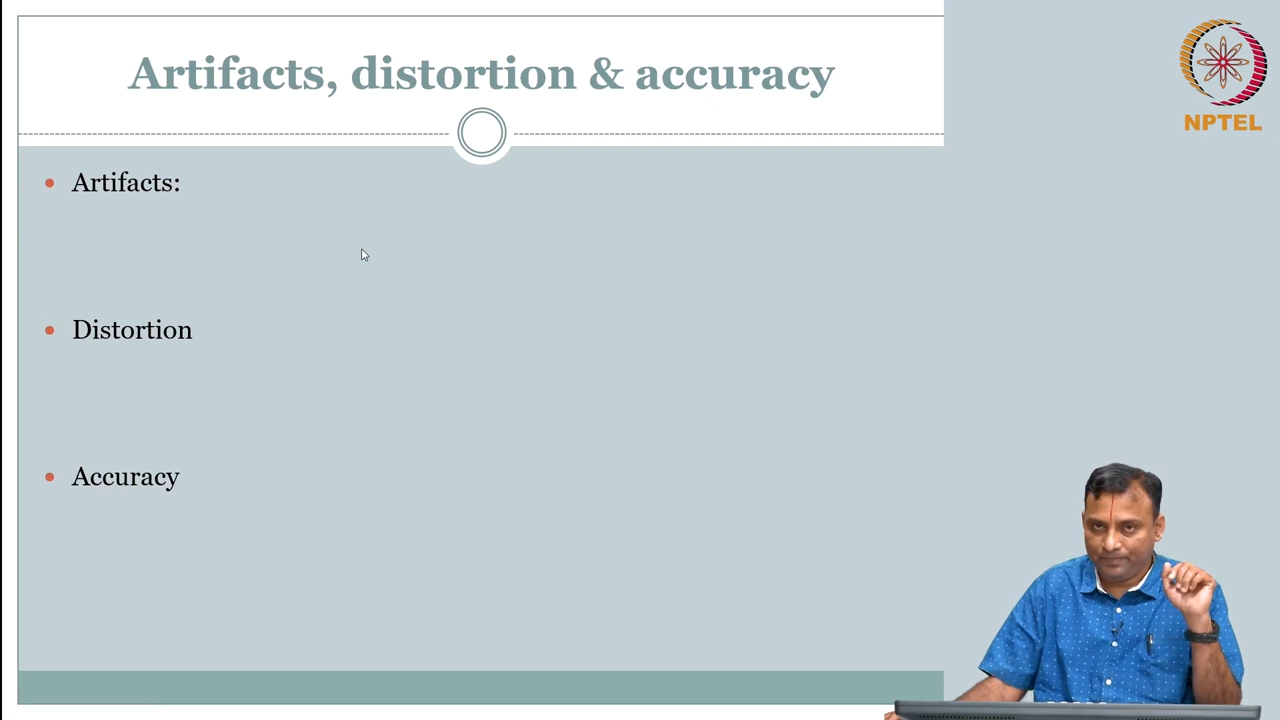 Artifacts, distortion & accuracy
NPTEL
• Artifacts:
• Distortion
• Accuracy